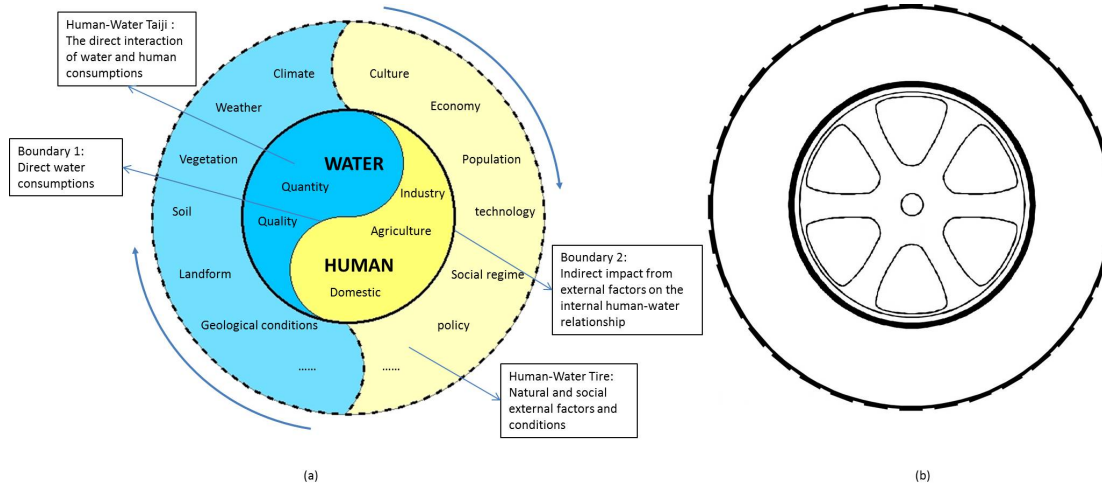 Human-Water Taiji :
The direct interaction
of water and human
consumptions
Climate
Culture
Weather
Economy
Boundary 1:
Direct water
consumptions
Vegetation
WATER
Population
Quantity
Industry
Soil
Quality
technology
Agriculture
Landform
HUMAN
Social regime
Domestic
Boundary 2:
Indirect impact from
external factors on the
internal human-water
relationship
Geological conditions
policy
......
......
Human-Water Tire:
Natural and social
external factors and
conditions
(a)
(b)